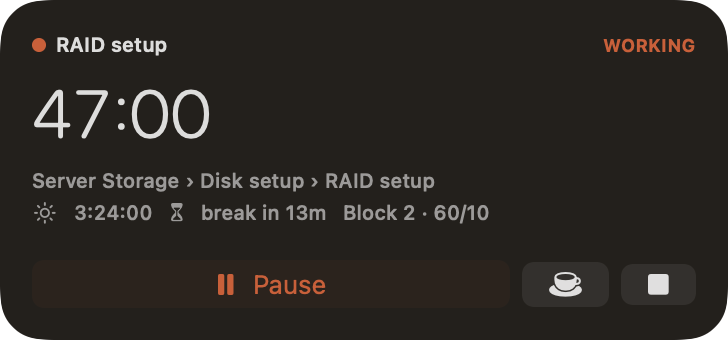 RAID setup
WORKING
47:00
Server Storage › Disk setup › RAID setup
3:24:00 break in 13m Block 2 · 60/10
Pause